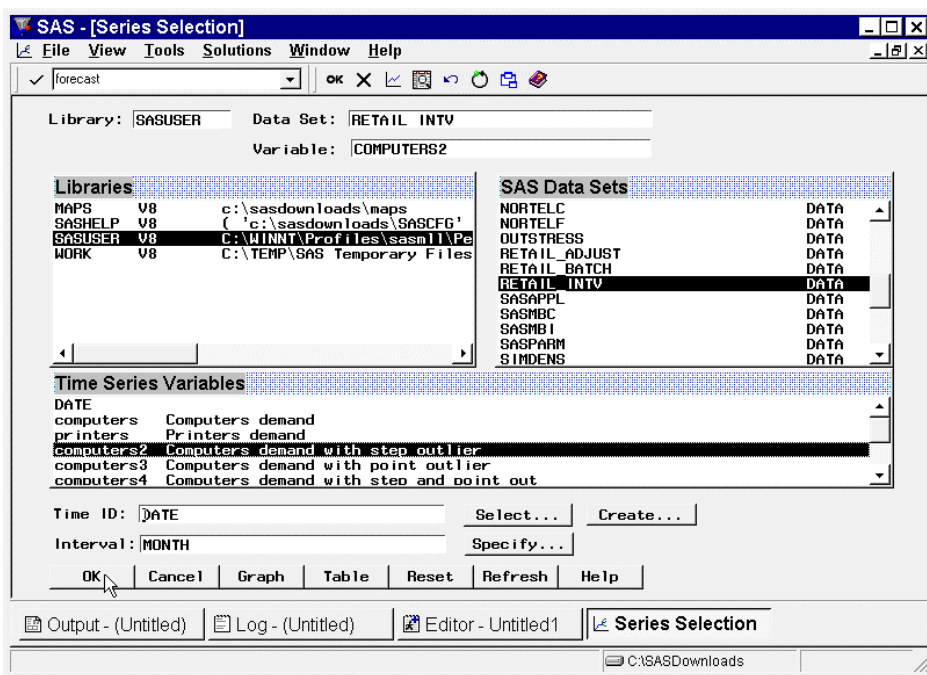 SAS - [Series Selection]
File View Tools Solutions Window Help
forecast
OK
Library: SASUSER Data Set: RETAIL INTV
Variable: COMPUTERS2
Libraries
MAPS V8 c:\sasdownloads\maps
SASHELP V8 ( 'c:\sasdownloads\SASCFG'
SASUSER V8 C:\WINNT\Profiles\sasmll\Pe
WORK V8 C:\TEMP\SAS Temporary Files
SAS Data Sets
NORTELC DATA
NORTELF DATA
OUTSTRESS DATA
RETAIL_ADJUST DATA
RETAIL_BATCH DATA
RETAIL_INTV DATA
SASAPPL DATA
SASMBC DATA
SASMBI DATA
SASPARM DATA
SIMDENS DATA
Time Series Variables
DATE
computers Computers demand
printers Printers demand
computers2 Computers demand with step outlier
computers3 Computers demand with point outlier
computers4 Computers demand with step and point out
Time ID: DATE Select... Create...
Interval: MONTH Specify...
OK Cancel Graph Table Reset Refresh Help
Output - (Untitled) Log - (Untitled) Editor - Untitled1 Series Selection
C:\SASDownloads